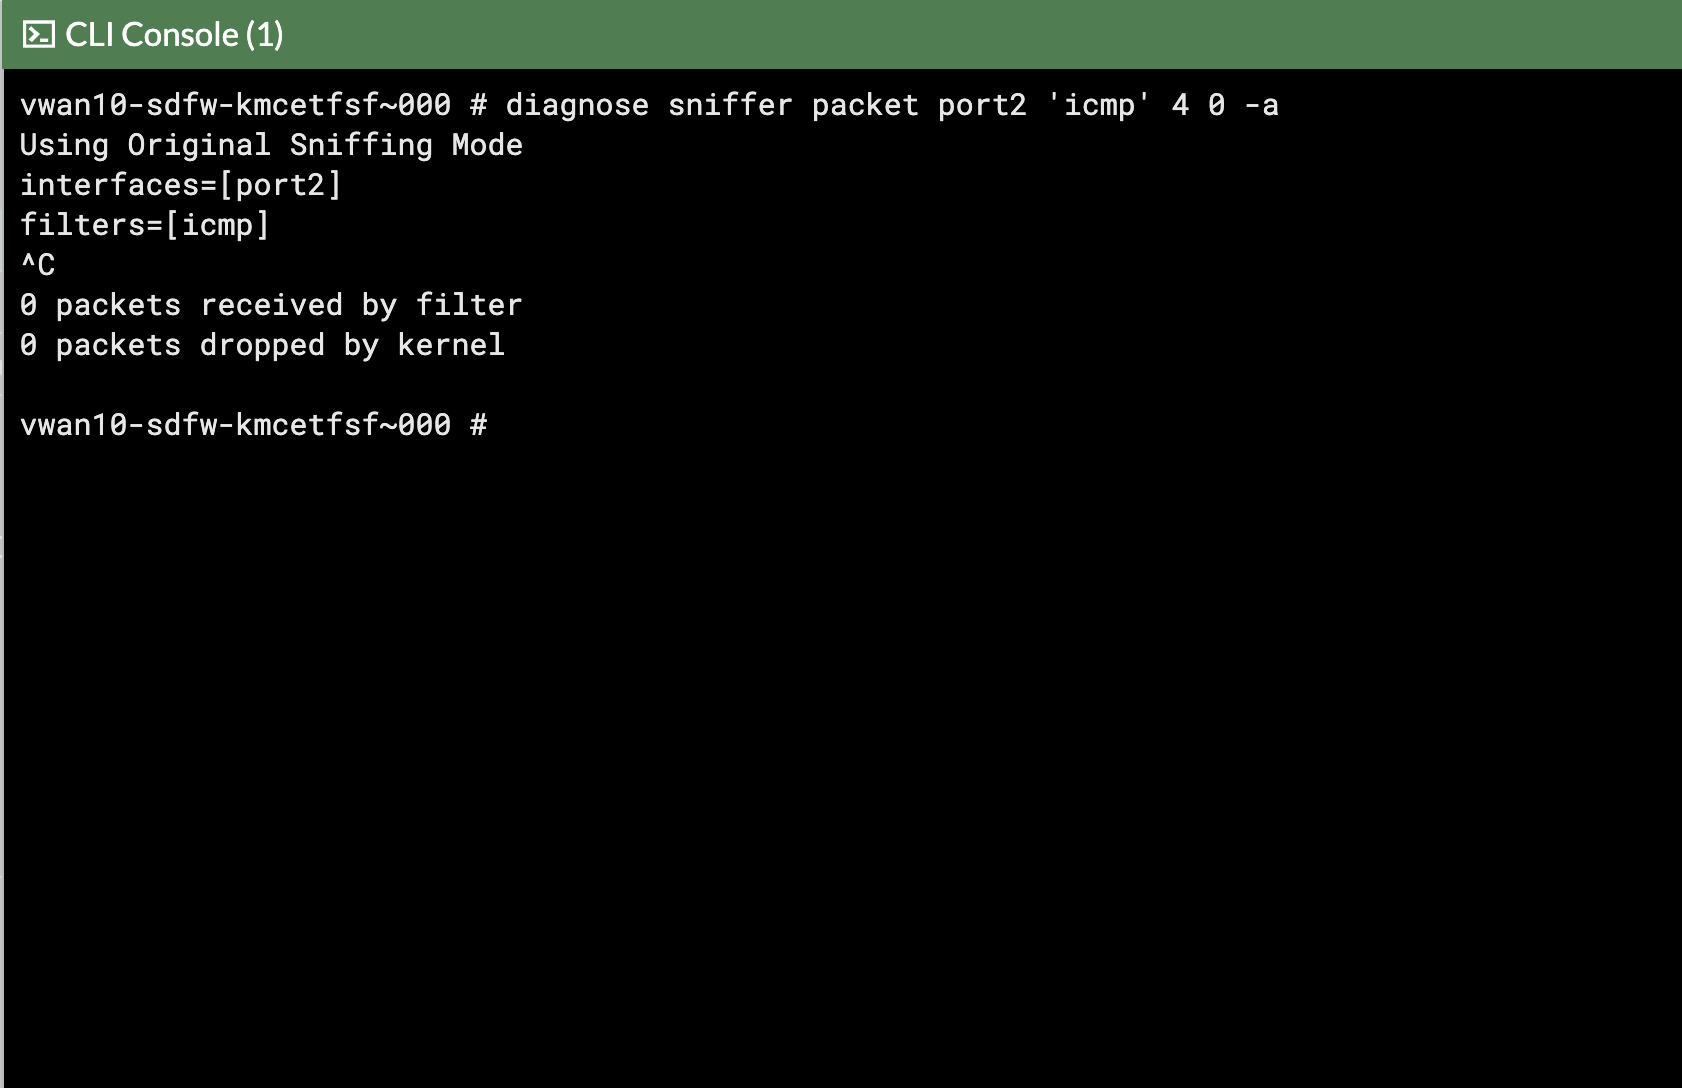 CLI Console (1)
vwan10-sdfw-kmcetfsf~000 # diagnose sniffer packet port2 'icmp' 4 0 -a
Using Original Sniffing Mode
interfaces=[port2]
filters=[icmp]
^C
0 packets received by filter
0 packets dropped by kernel
vwan10-sdfw-kmcetfsf~000 #